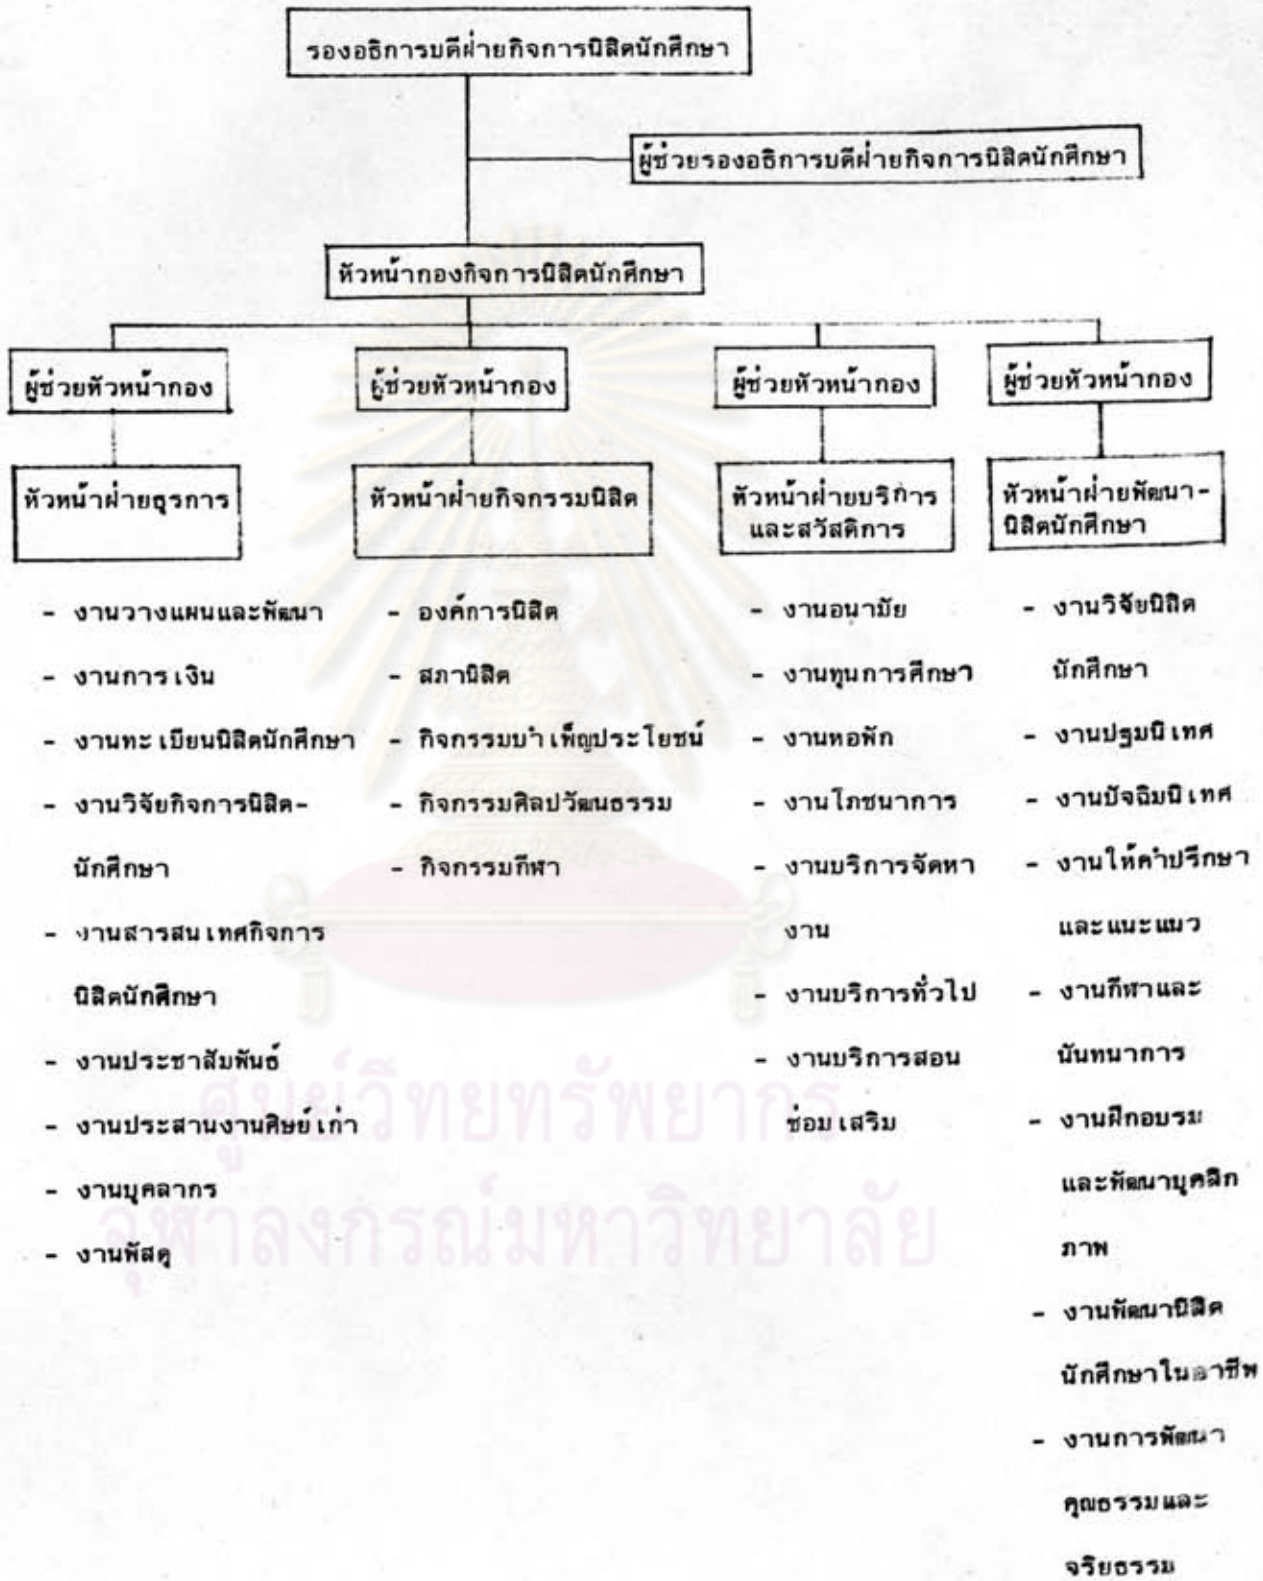 รองอธิการบดีฝ่ายกิจการนิสิตนักศึกษา
ผู้ช่วยรองอธิการบดีฝ่ายกิจการนิสิตนักศึกษา
หัวหน้ากองกิจการนิสิตนักศึกษา
ผู้ช่วยหัวหน้ากอง
ผู้ช่วยหัวหน้ากอง
ผู้ช่วยหัวหน้ากอง
ผู้ช่วยหัวหน้ากอง
หัวหน้าฝ่ายธุรการ
หัวหน้าฝ่ายกิจกรรมนิสิต
หัวหน้าฝ่ายบริการ
และสวัสดิการ
หัวหน้าฝ่ายพัฒนา-
นิสิตนักศึกษา
- งานวางแผนและพัฒนา
- งานการเงิน
- งานทะเบียนนิสิตนักศึกษา
- งานวิจัยกิจการนิสิต-
นักศึกษา
- งานสารสนเทศกิจการ
นิสิตนักศึกษา
- งานประชาสัมพันธ์
- งานประสานงานศิษย์เก่า
- งานบุคลากร
- งานพัสดุ
- องค์การนิสิต
- สภานิสิต
- กิจกรรมบำเพ็ญประโยชน์
- กิจกรรมศิลปวัฒนธรรม
- กิจกรรมกีฬา
- งานอนามัย
- งานทุนการศึกษา
- งานหอพัก
- งานโภชนาการ
- งานบริการจัดหา
งาน
- งานบริการทั่วไป
- งานบริการสอน
ซ่อมเสริม
- งานวิจัยนิสิต
นักศึกษา
- งานปฐมนิเทศ
- งานปัจฉิมนิเทศ
- งานให้คำปรึกษา
และแนะแนว
- งานกีฬาและ
นันทนาการ
- งานฝึกอบรม
และพัฒนาบุคลิก
ภาพ
- งานพัฒนานิสิต
นักศึกษาในอาชีพ
- งานการพัฒนา
คุณธรรมและ
จริยธรรม
ศูนย์วิทยทรัพยากร
จุฬาลงกรณ์มหาวิทยาลัย